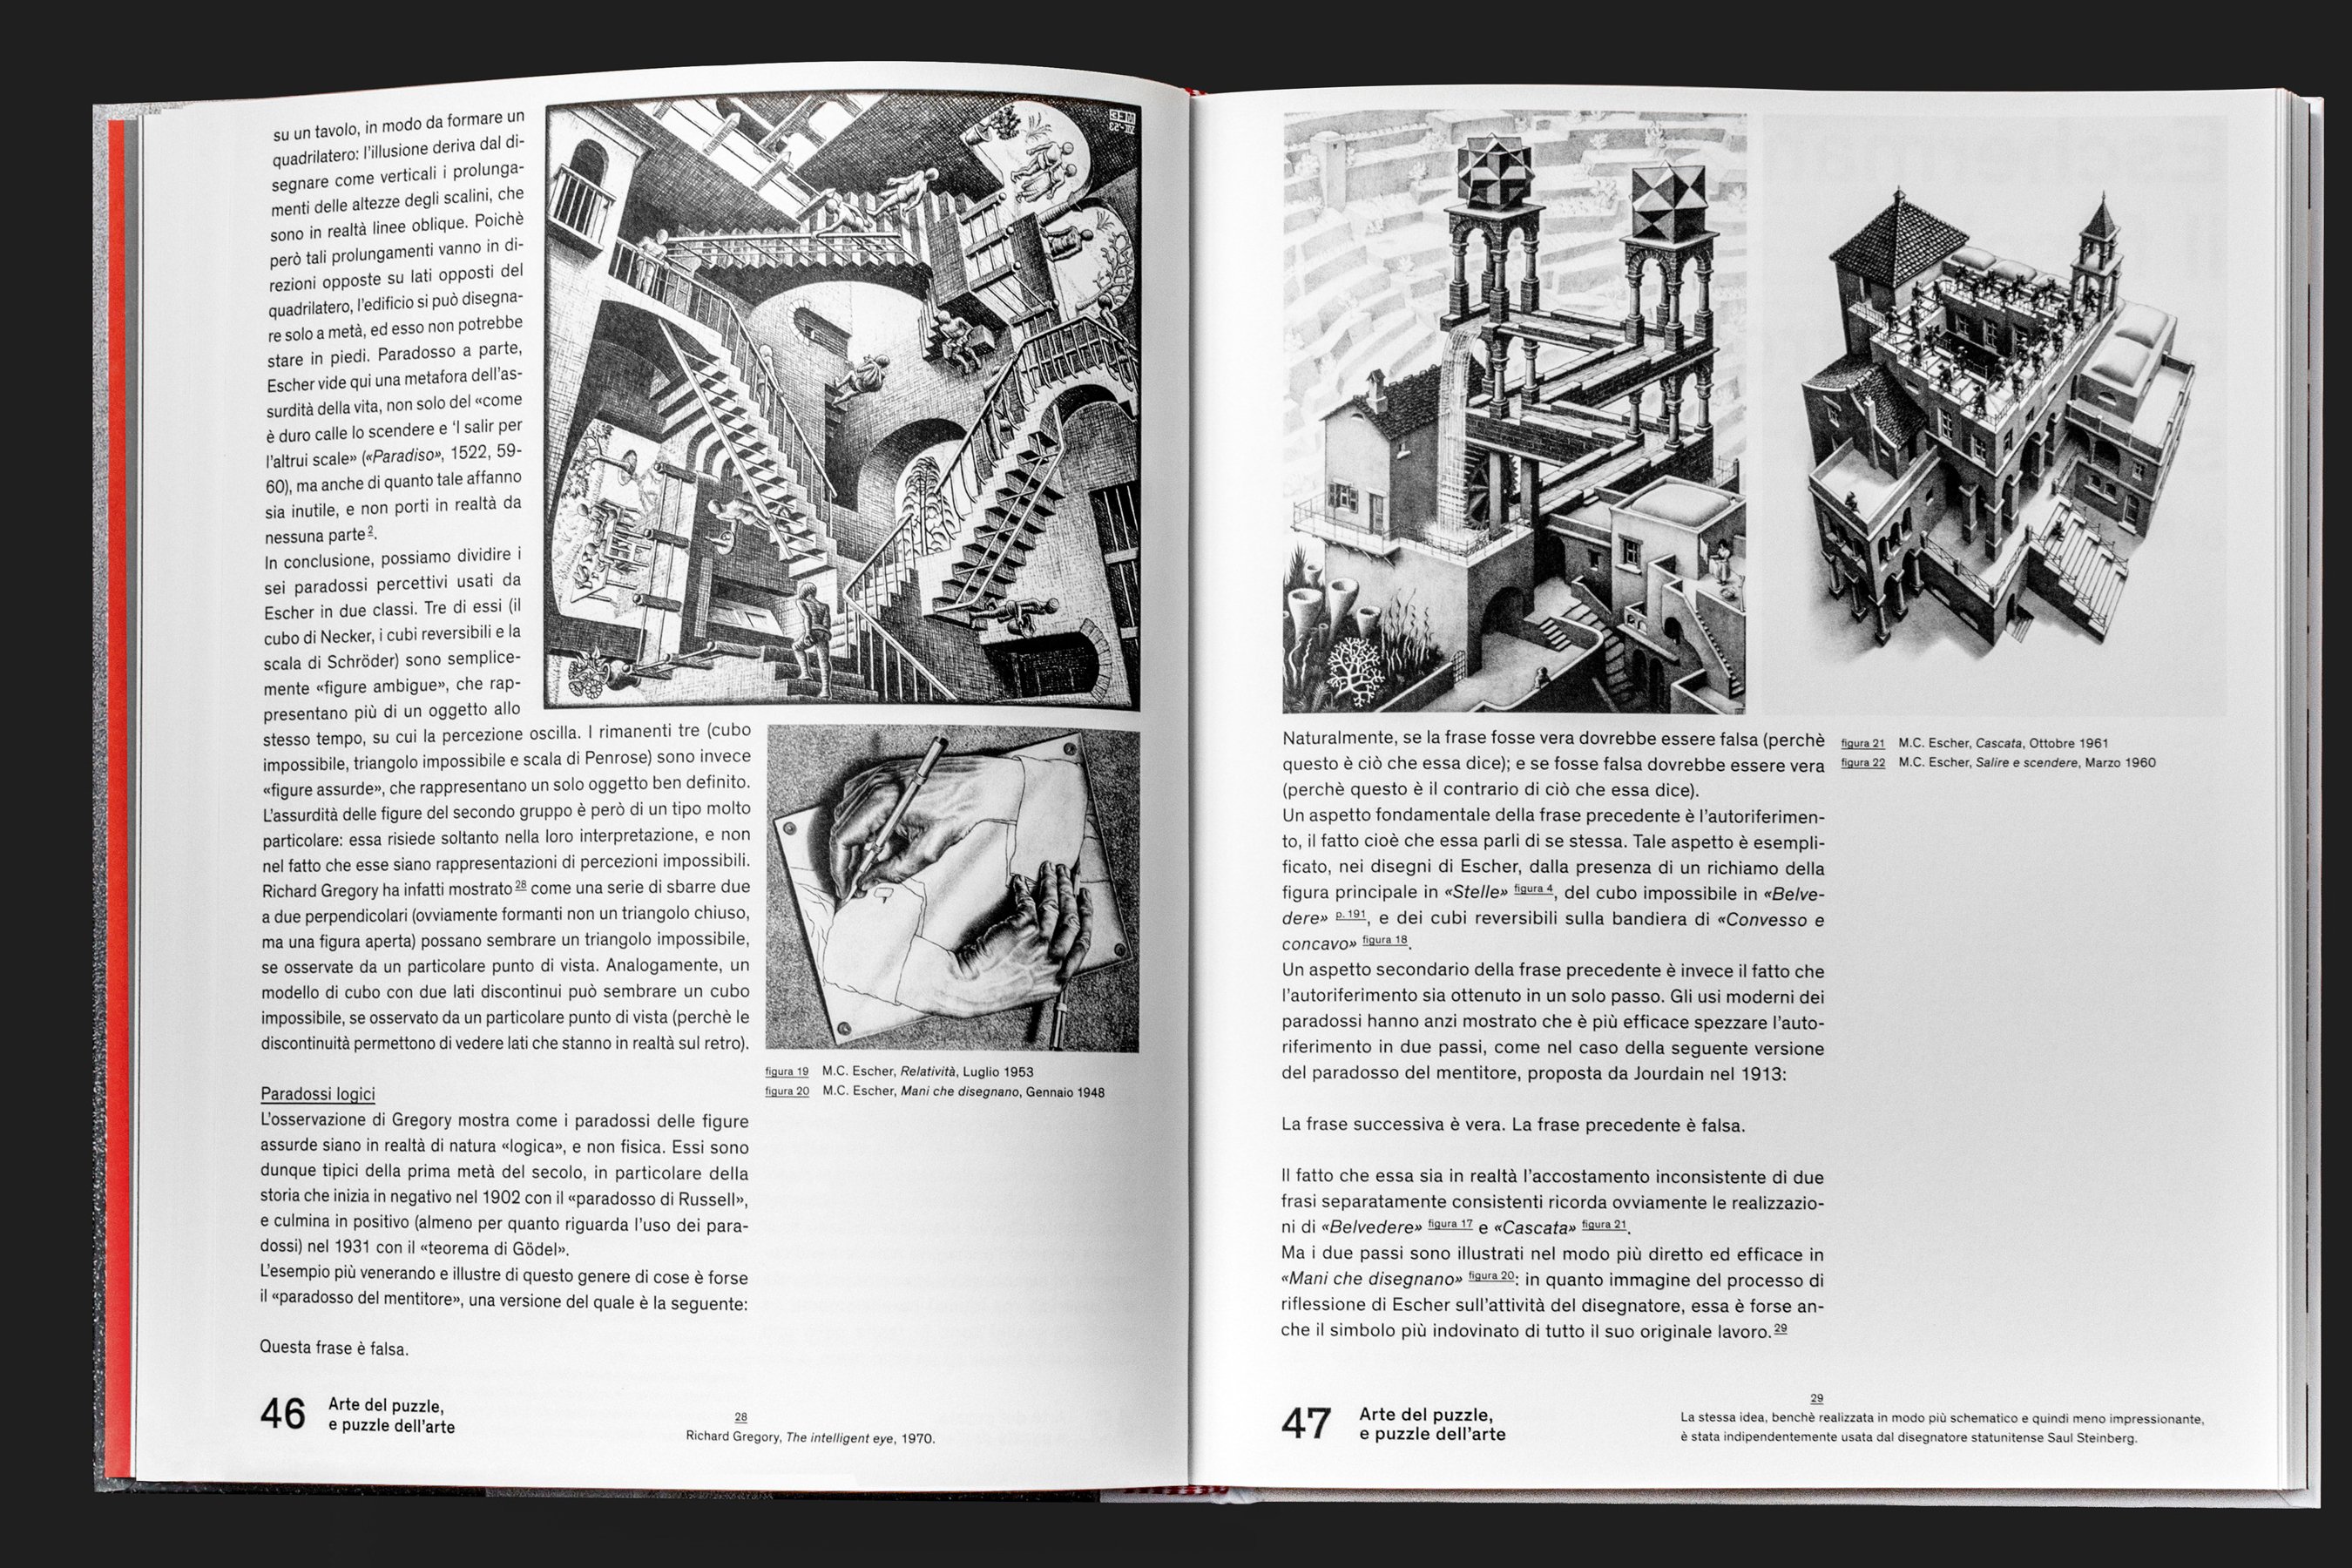 su un tavolo, in modo da formare un
quadrilatero: l'illusione deriva dal di-
segnare come verticali i prolunga-
menti delle altezze degli scalini, che
sono in realtà linee oblique. Poichè
però tali prolungamenti vanno in di-
rezioni opposte su lati opposti del
quadrilatero, l'edificio si può disegna-
re solo a metà, ed esso non potrebbe
stare in piedi. Paradosso a parte,
Escher vide qui una metafora dell'as-
surdità della vita, non solo del «come
è duro calle lo scendere e 'l salir per
l'altrui scale» («Paradiso», 1522, 59-
60), ma anche di quanto tale affanno
sia inutile, e non porti in realtà da
nessuna parte 2.
In conclusione, possiamo dividere i
sei paradossi percettivi usati da
Escher in due classi. Tre di essi (il
cubo di Necker, i cubi reversibili e la
scala di Schröder) sono semplice-
mente «figure ambigue», che rap-
presentano più di un oggetto allo
stesso tempo, su cui la percezione oscilla. I rimanenti tre (cubo
impossibile, triangolo impossibile e scala di Penrose) sono invece
«figure assurde», che rappresentano un solo oggetto ben definito.
L'assurdità delle figure del secondo gruppo è però di un tipo molto
particolare: essa risiede soltanto nella loro interpretazione, e non
nel fatto che esse siano rappresentazioni di percezioni impossibili.
Richard Gregory ha infatti mostrato 28 come una serie di sbarre due
a due perpendicolari (ovviamente formanti non un triangolo chiuso,
ma una figura aperta) possano sembrare un triangolo impossibile,
se osservate da un particolare punto di vista. Analogamente, un
modello di cubo con due lati discontinui può sembrare un cubo
impossibile, se osservato da un particolare punto di vista (perchè le
discontinuità permettono di vedere lati che stanno in realtà sul retro).
Paradossi logici
L'osservazione di Gregory mostra come i paradossi delle figure
assurde siano in realtà di natura «logica», e non fisica. Essi sono
dunque tipici della prima metà del secolo, in particolare della
storia che inizia in negativo nel 1902 con il «paradosso di Russell»,
e culmina in positivo (almeno per quanto riguarda l'uso dei para-
dossi) nel 1931 con il «teorema di Gödel».
L'esempio più venerando e illustre di questo genere di cose è forse
il «paradosso del mentitore», una versione del quale è la seguente:
Questa frase è falsa.
figura 19 M.C. Escher, Relatività, Luglio 1953
figura 20 M.C. Escher, Mani che disegnano, Gennaio 1948
46 Arte del puzzle,
e puzzle dell'arte
28
Richard Gregory, The intelligent eye, 1970.
Naturalmente, se la frase fosse vera dovrebbe essere falsa (perchè
questo è ciò che essa dice); e se fosse falsa dovrebbe essere vera
(perchè questo è il contrario di ciò che essa dice).
Un aspetto fondamentale della frase precedente è l'autoriferimen-
to, il fatto cioè che essa parli di se stessa. Tale aspetto è esempli-
ficato, nei disegni di Escher, dalla presenza di un richiamo della
figura principale in «Stelle» figura 4, del cubo impossibile in «Belve-
dere» p. 191, e dei cubi reversibili sulla bandiera di «Convesso e
concavo» figura 18.
Un aspetto secondario della frase precedente è invece il fatto che
l'autoriferimento sia ottenuto in un solo passo. Gli usi moderni dei
paradossi hanno anzi mostrato che è più efficace spezzare l'auto-
riferimento in due passi, come nel caso della seguente versione
del paradosso del mentitore, proposta da Jourdain nel 1913:
La frase successiva è vera. La frase precedente è falsa.
Il fatto che essa sia in realtà l'accostamento inconsistente di due
frasi separatamente consistenti ricorda ovviamente le realizzazio-
ni di «Belvedere» figura 17 e «Cascata» figura 21.
Ma i due passi sono illustrati nel modo più diretto ed efficace in
«Mani che disegnano» figura 20: in quanto immagine del processo di
riflessione di Escher sull'attività del disegnatore, essa è forse an-
che il simbolo più indovinato di tutto il suo originale lavoro. 29
figura 21 M.C. Escher, Cascata, Ottobre 1961
figura 22 M.C. Escher, Salire e scendere, Marzo 1960
47 Arte del puzzle,
e puzzle dell'arte
29
La stessa idea, benchè realizzata in modo più schematico e quindi meno impressionante,
è stata indipendentemente usata dal disegnatore statunitense Saul Steinberg.